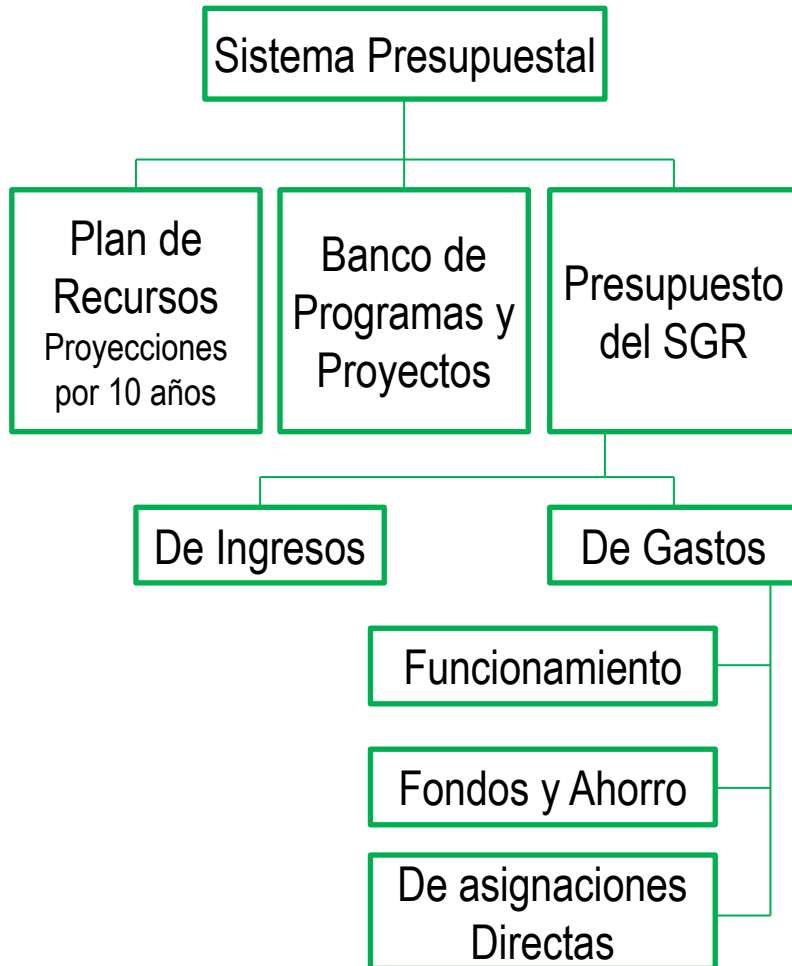 Sistema Presupuestal
Plan de
Recursos
Proyecciones
por 10 años
Banco de
Programas y
Proyectos
Presupuesto
del SGR
De Ingresos
De Gastos
Funcionamiento
Fondos y Ahorro
De asignaciones
Directas